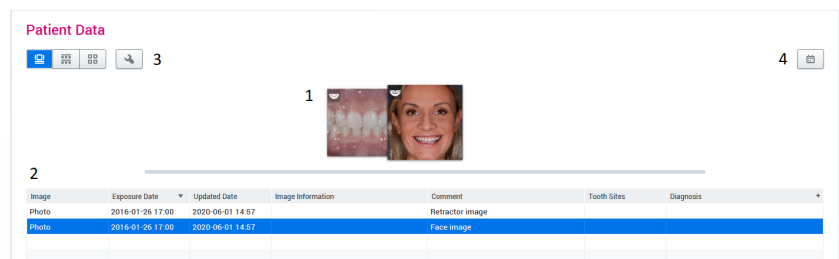 Patient Data
3
4
1
2
Image Exposure Date Updated Date Image Information Comment Tooth Sites Diagnosis +
Photo 2016-01-26 17:00 2020-06-01 14:57 Retractor image
Photo 2016-01-26 17:00 2020-06-01 14:57 Face image